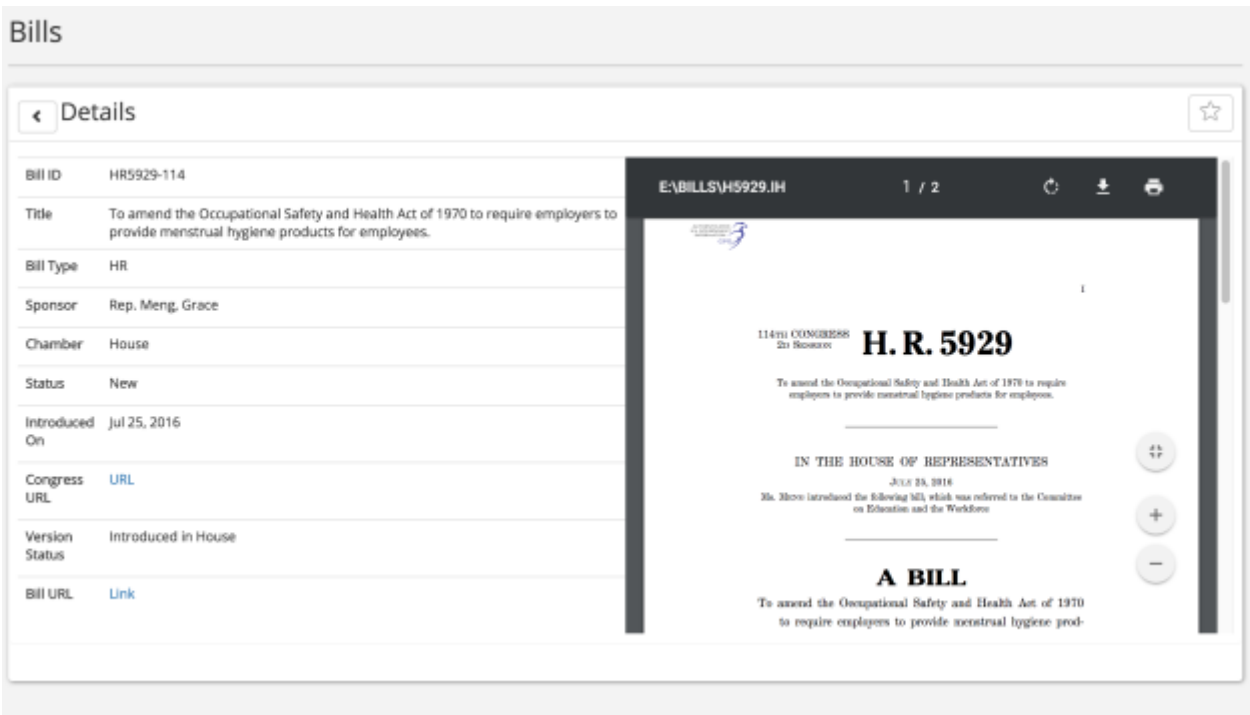 Bills
Details
Bill ID HR5929-114
Title To amend the Occupational Safety and Health Act of 1970 to require employers to
provide menstrual hygiene products for employees.
Bill Type HR
Sponsor Rep. Meng, Grace
Chamber House
Status New
Introduced Jul 25, 2016
On
Congress URL
URL
Version Introduced in House
Status
Bill URL Link
E:\BILLS\H5929.IH 1 / 2
I
114TH CONGRESS
2D SESSION
H. R. 5929
To amend the Occupational Safety and Health Act of 1970 to require
employers to provide menstrual hygiene products for employees.
IN THE HOUSE OF REPRESENTATIVES
JULY 25, 2016
Ms. MENG introduced the following bill; which was referred to the Committee
on Education and the Workforce
A BILL
To amend the Occupational Safety and Health Act of 1970
to require employers to provide menstrual hygiene prod-